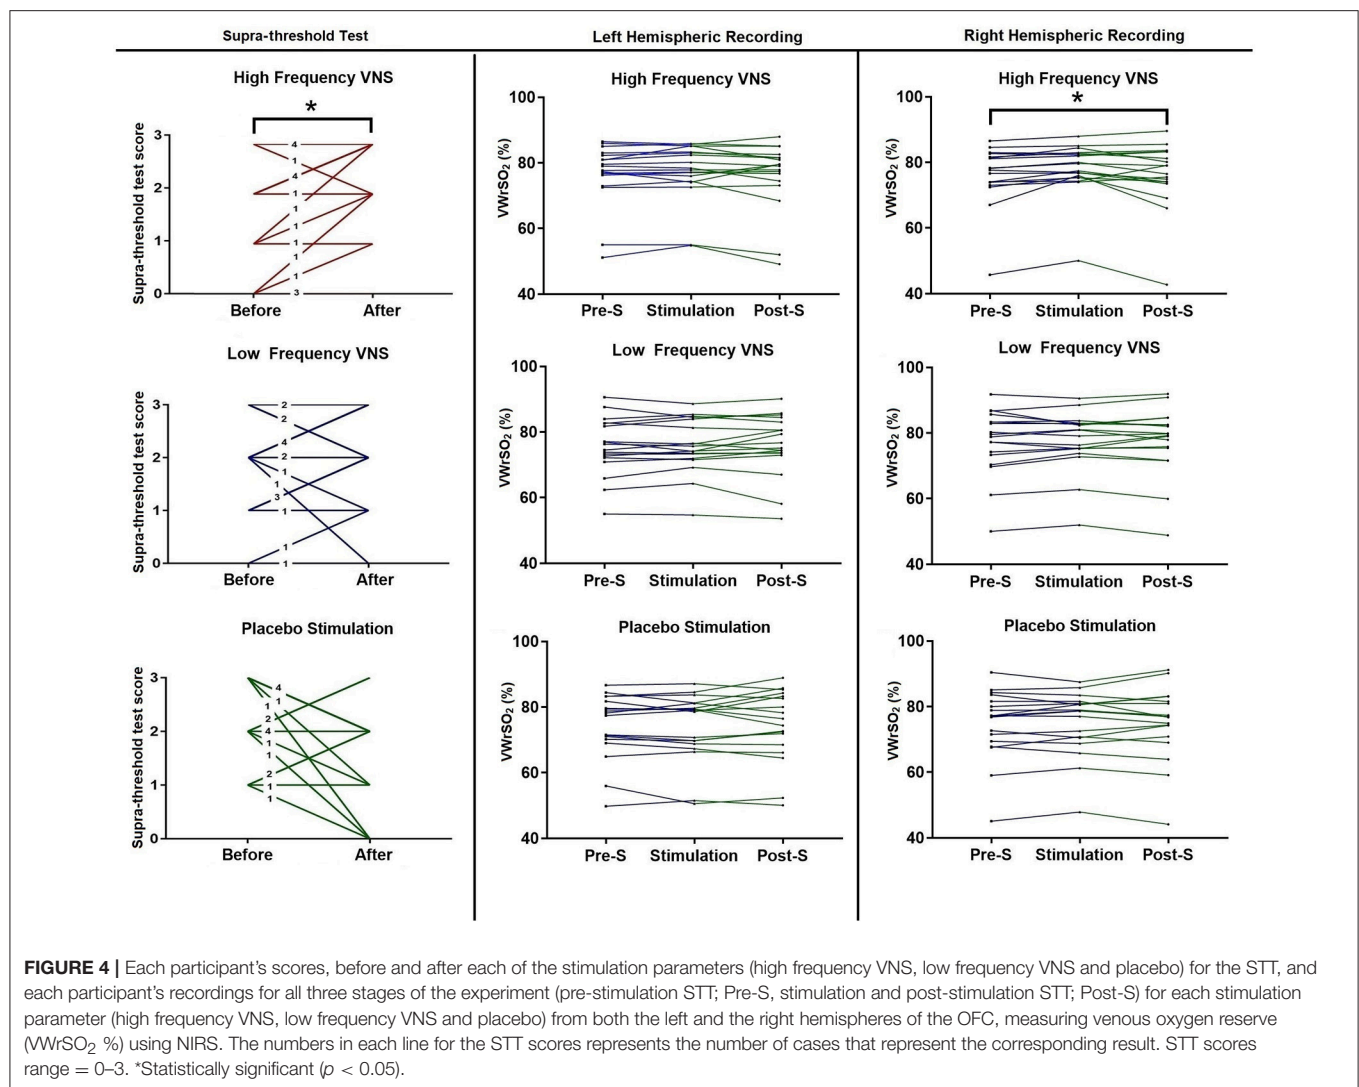 Supra-threshold Test
Left Hemispheric Recording
Right Hemispheric Recording
High Frequency VNS
*
Supra-threshold test score
3
2
1
0
4
1
4
1
1
1
1
1
1
3
Before
After
High Frequency VNS
VWrSO₂ (%)
100
80
60
40
Pre-S
Stimulation
Post-S
High Frequency VNS
*
VWrSO₂ (%)
100
80
60
40
Pre-S
Stimulation
Post-S
Low Frequency VNS
Supra-threshold test score
3
2
1
0
2
2
4
2
1
1
3
1
1
1
Before
After
Low Frequency VNS
VWrSO₂ (%)
100
80
60
40
Pre-S
Stimulation
Post-S
Low Frequency VNS
VWrSO₂ (%)
100
80
60
40
Pre-S
Stimulation
Post-S
Placebo Stimulation
Supra-threshold test score
3
2
1
0
4
1
1
2
4
1
1
2
1
1
Before
After
Placebo Stimulation
VWrSO₂ (%)
100
80
60
40
Pre-S
Stimulation
Post-S
Placebo Stimulation
VWrSO₂ (%)
100
80
60
40
Pre-S
Stimulation
Post-S
FIGURE 4 | Each participant’s scores, before and after each of the stimulation parameters (high frequency VNS, low frequency VNS and placebo) for the STT, and
each participant’s recordings for all three stages of the experiment (pre-stimulation STT; Pre-S, stimulation and post-stimulation STT; Post-S) for each stimulation
parameter (high frequency VNS, low frequency VNS and placebo) from both the left and the right hemispheres of the OFC, measuring venous oxygen reserve
(VWrSO₂ %) using NIRS. The numbers in each line for the STT scores represents the number of cases that represent the corresponding result. STT scores
range = 0–3. *Statistically significant (p < 0.05).